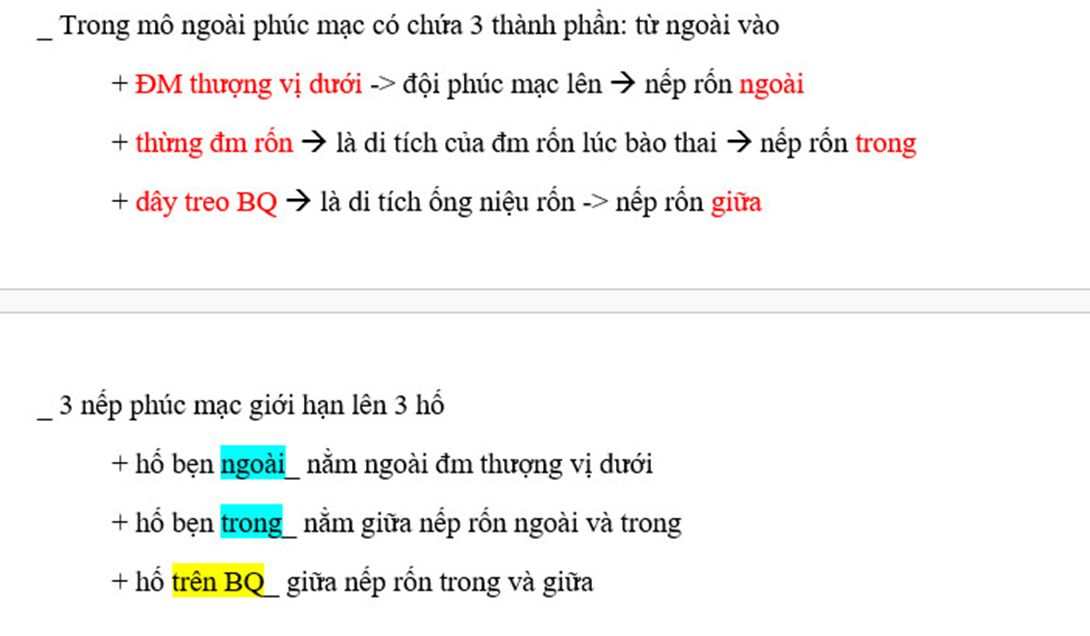 _ Trong mô ngoài phúc mạc có chứa 3 thành phần: từ ngoài vào
+ ĐM thượng vị dưới -> đội phúc mạc lên → nếp rốn ngoài
+ thừng đm rốn → là di tích của đm rốn lúc bào thai → nếp rốn trong
+ dây treo BQ → là di tích ống niệu rốn -> nếp rốn giữa
_ 3 nếp phúc mạc giới hạn lên 3 hố
+ hố bẹn ngoài_ nằm ngoài đm thượng vị dưới
+ hố bẹn trong_ nằm giữa nếp rốn ngoài và trong
+ hố trên BQ_ giữa nếp rốn trong và giữa